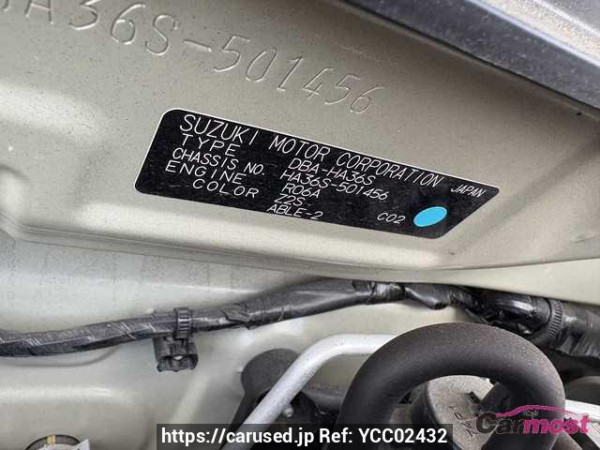 HA36S-501456
SUZUKI MOTOR CORPORATION JAPAN
TYPE DBA-HA36S
CHASSIS NO. HA36S-501456
ENGINE R06A
COLOR Z2S
ABLE-2 C02
Carmost
https://carused.jp Ref: YCC02432